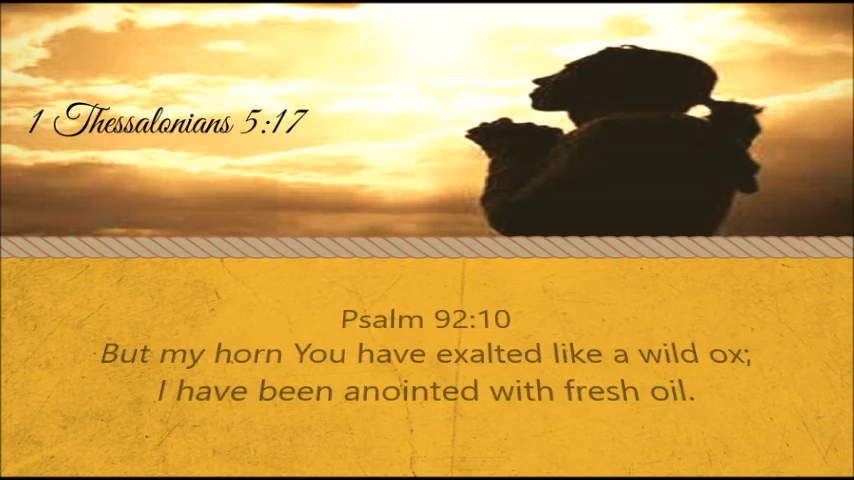 1 Thessalonians 5:17
Psalm 92:10
But my horn You have exalted like a wild ox;
I have been anointed with fresh oil.